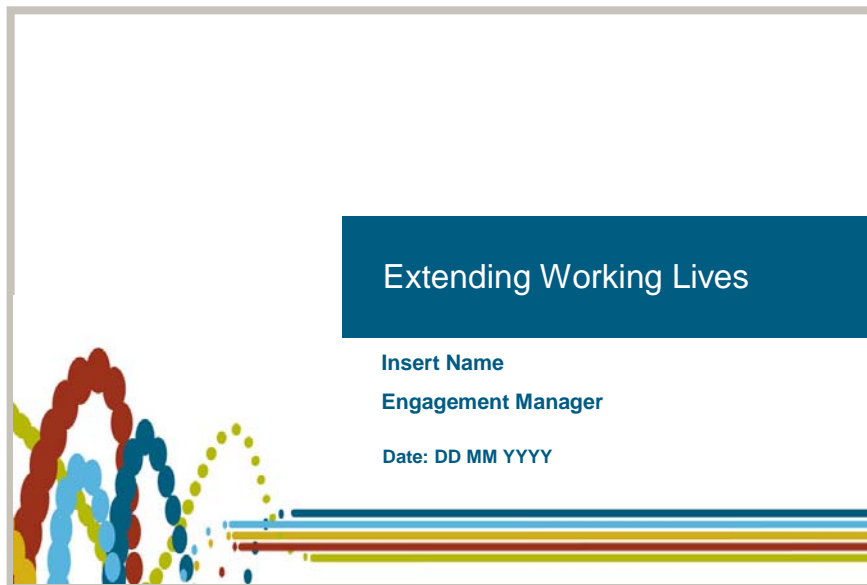 Extending Working Lives
Insert Name
Engagement Manager
Date: DD MM YYYY